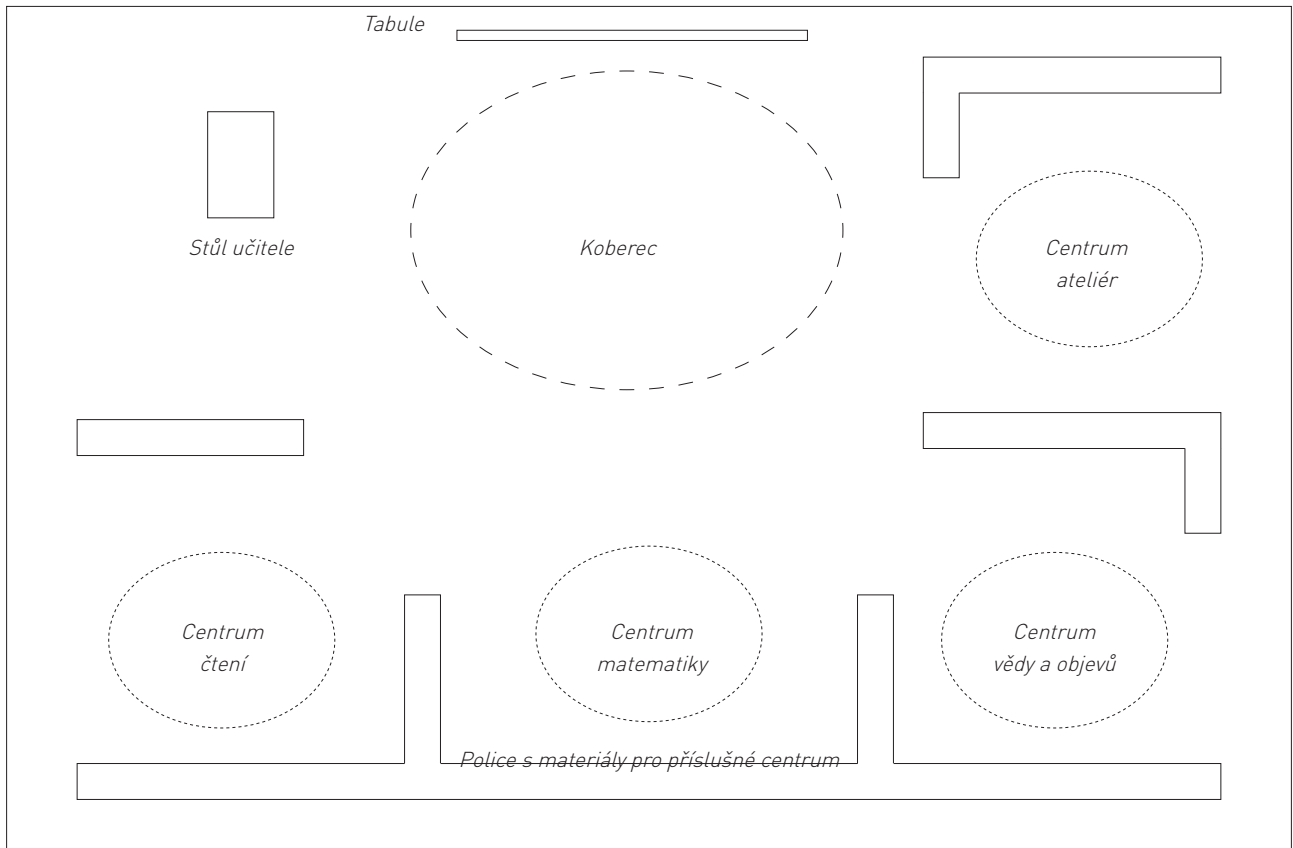 Tabule
Stůl učitele
Koberec
Centrum
ateliér
Centrum
čtení
Centrum
matematiky
Centrum
vědy a objevů
Police s materiály pro příslušné centrum